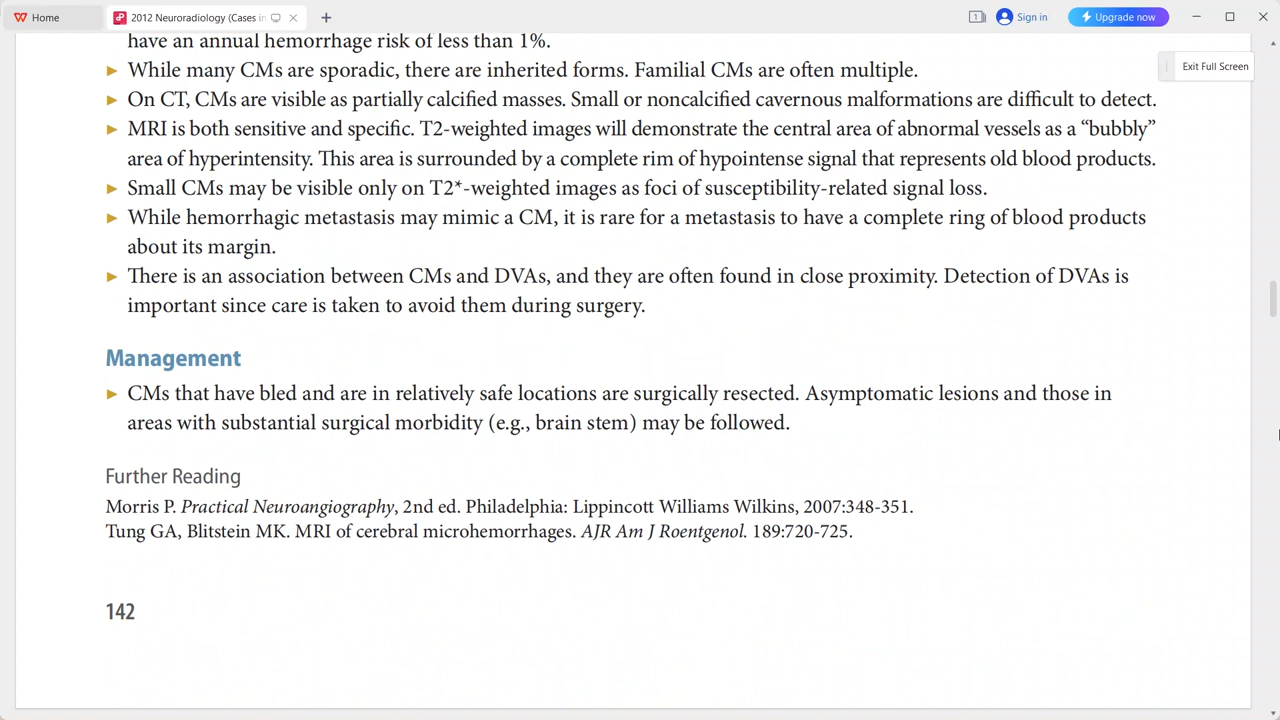 Home
2012 Neuroradiology (Cases in
1
Sign in
Upgrade now
Exit Full Screen
have an annual hemorrhage risk of less than 1%.
► While many CMs are sporadic, there are inherited forms. Familial CMs are often multiple.
► On CT, CMs are visible as partially calcified masses. Small or noncalcified cavernous malformations are difficult to detect.
► MRI is both sensitive and specific. T2-weighted images will demonstrate the central area of abnormal vessels as a “bubbly”
area of hyperintensity. This area is surrounded by a complete rim of hypointense signal that represents old blood products.
► Small CMs may be visible only on T2*-weighted images as foci of susceptibility-related signal loss.
► While hemorrhagic metastasis may mimic a CM, it is rare for a metastasis to have a complete ring of blood products
about its margin.
► There is an association between CMs and DVAs, and they are often found in close proximity. Detection of DVAs is
important since care is taken to avoid them during surgery.
Management
► CMs that have bled and are in relatively safe locations are surgically resected. Asymptomatic lesions and those in
areas with substantial surgical morbidity (e.g., brain stem) may be followed.
Further Reading
Morris P. Practical Neuroangiography, 2nd ed. Philadelphia: Lippincott Williams Wilkins, 2007:348-351.
Tung GA, Blitstein MK. MRI of cerebral microhemorrhages. AJR Am J Roentgenol. 189:720-725.
142